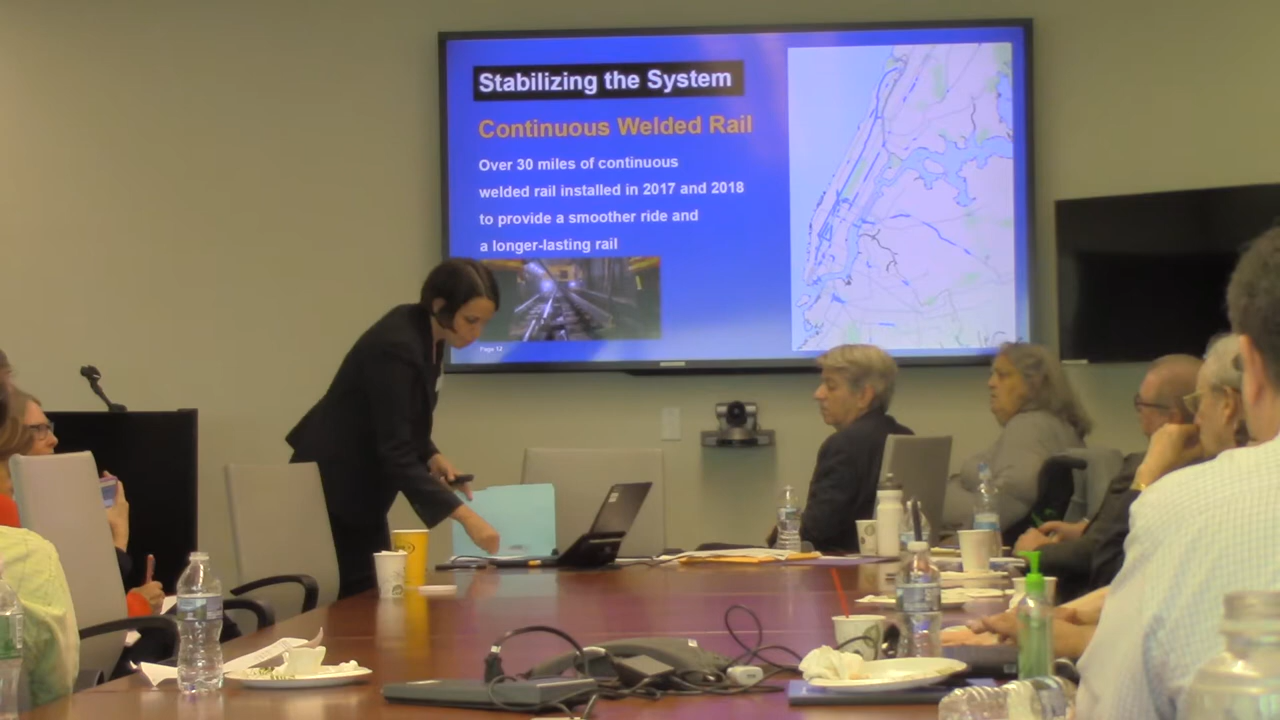 Stabilizing the System
Continuous Welded Rail
Over 30 miles of continuous
welded rail installed in 2017 and 2018
to provide a smoother ride and
a longer-lasting rail
Page 12